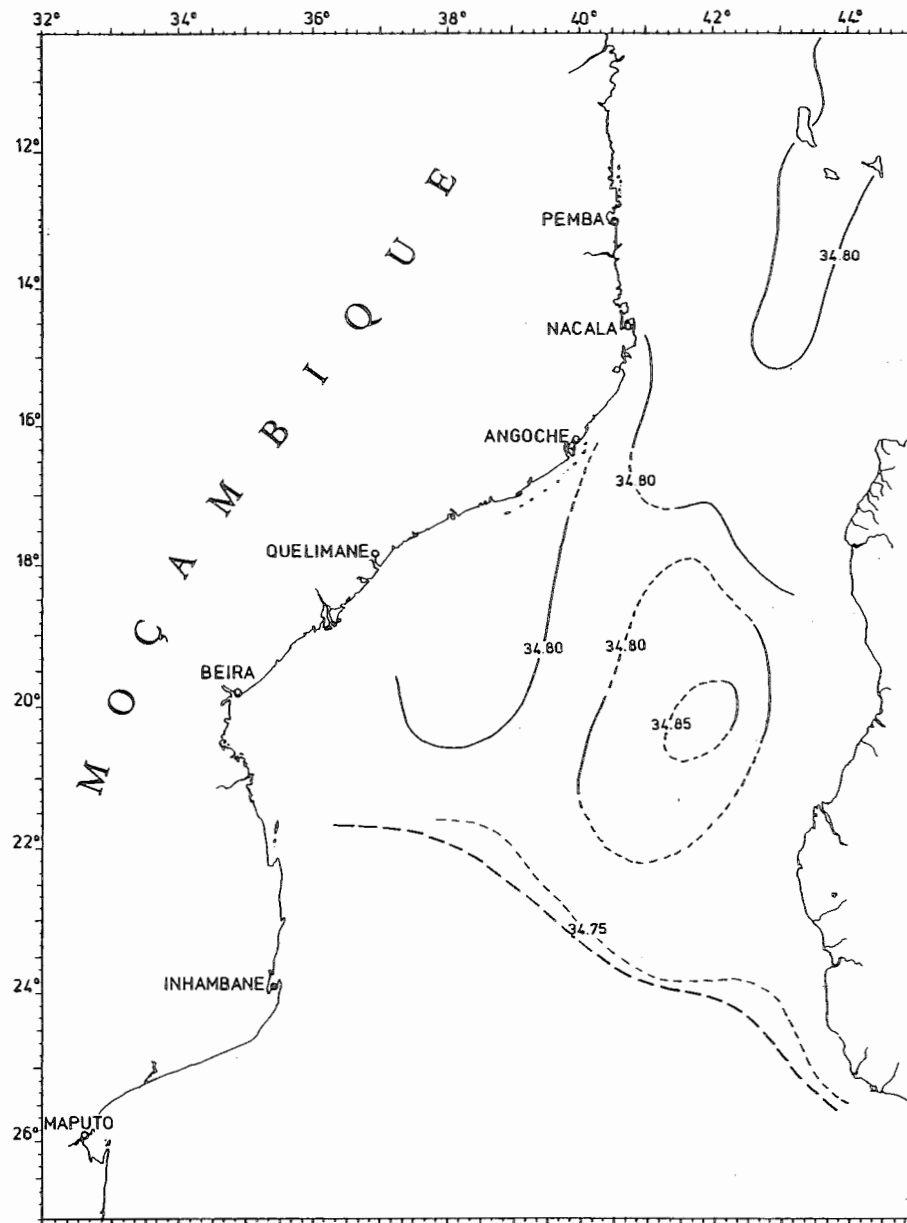 32° 34° 36° 38° 40° 42° 44°
12°
14°
16°
18°
20°
22°
24°
26°
MOÇAMBIQUE
PEMBA
34.80
NACALA
ANGOCHE
34.80
QUELIMANE
34.80
34.80
BEIRA
34.85
34.75
INHAMBANE
MAPUTO